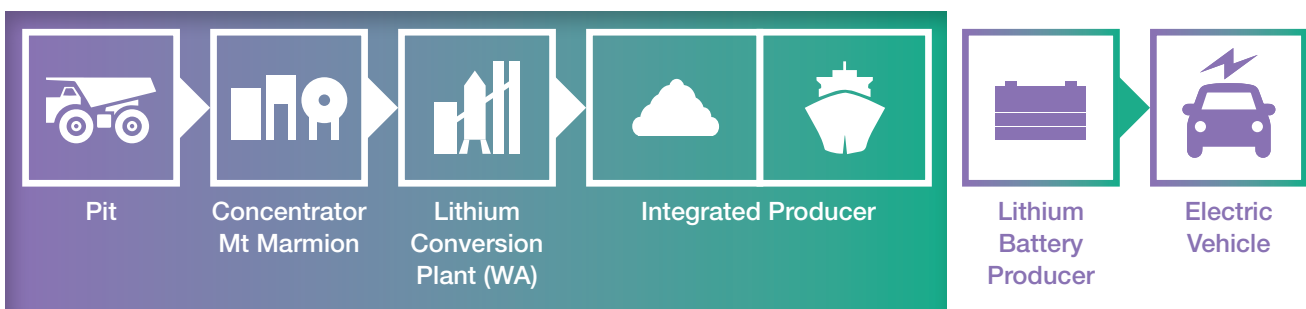 Pit
Concentrator
Mt Marmion
Lithium
Conversion
Plant (WA)
Integrated Producer
Lithium
Battery
Producer
Electric
Vehicle